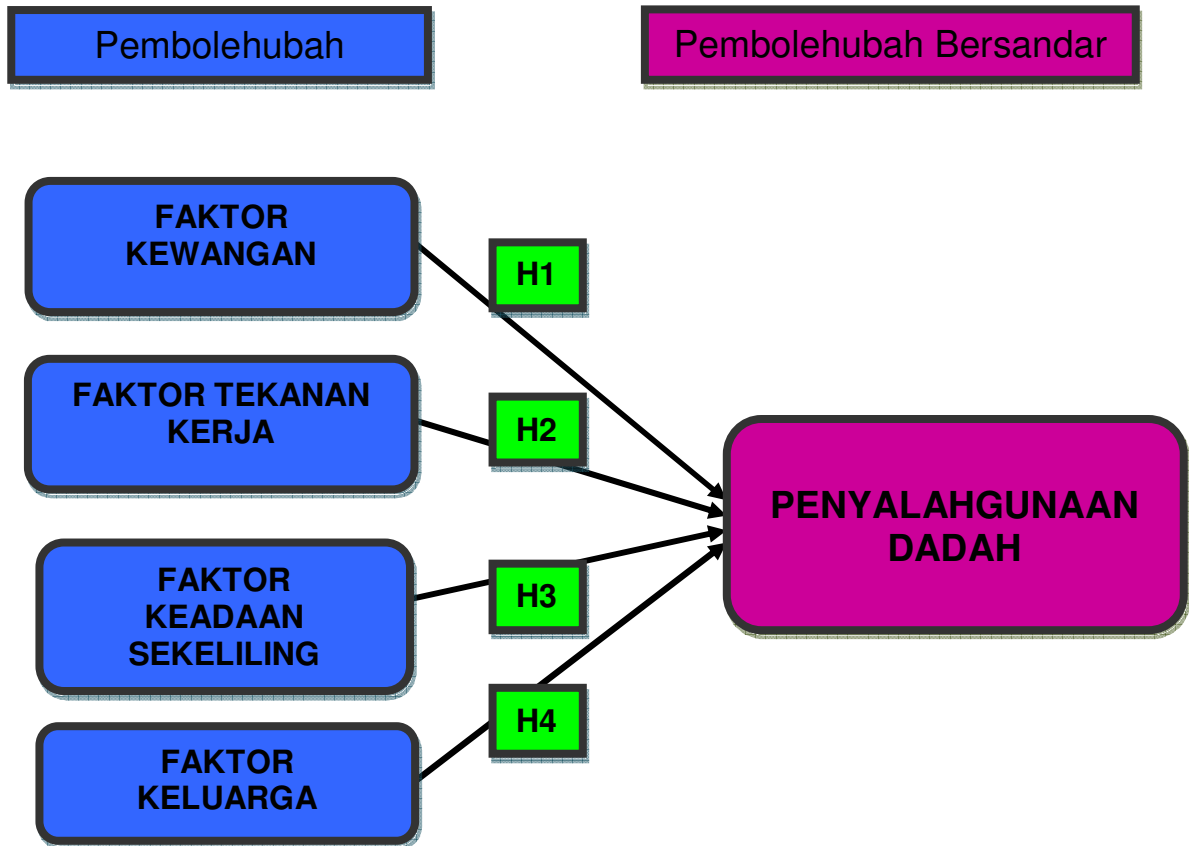 Pembolehubah
Pembolehubah Bersandar
FAKTOR
KEWANGAN
H1
FAKTOR TEKANAN
KERJA
H2
PENYALAHGUNAAN
DADAH
FAKTOR
KEADAAN
SEKELILING
H3
FAKTOR
KELUARGA
H4